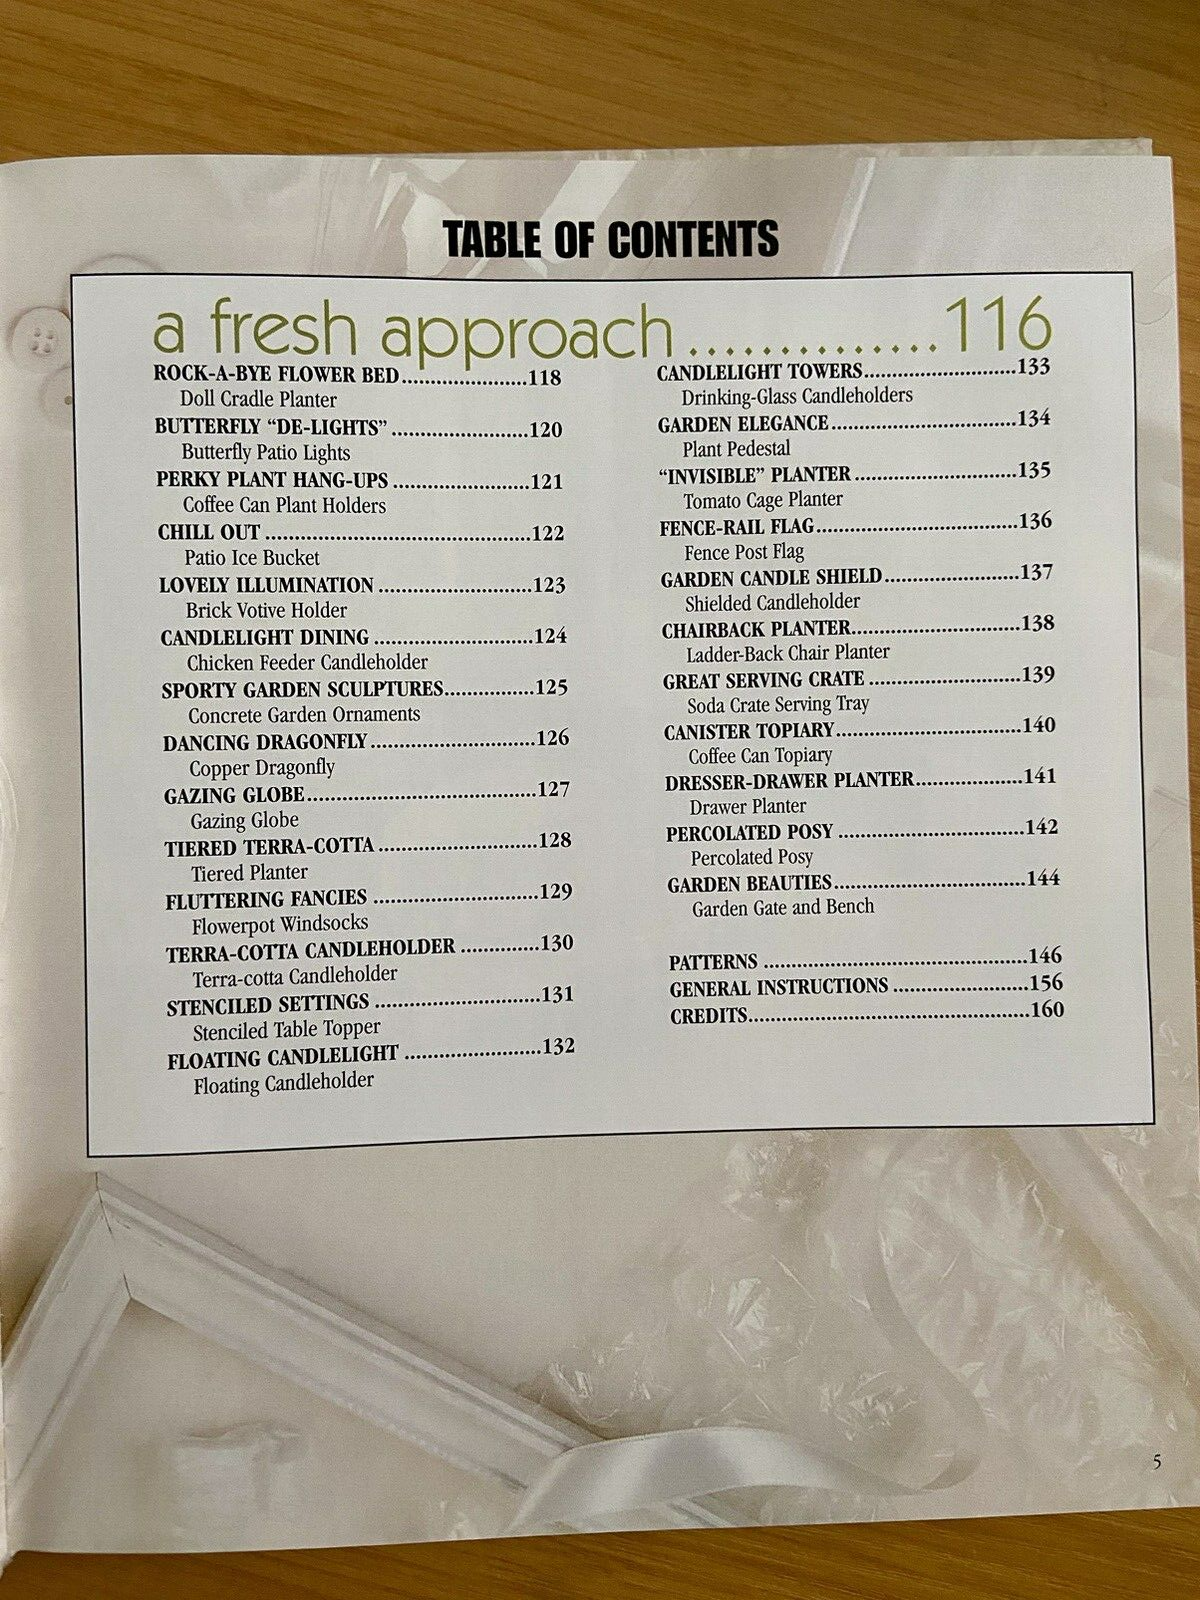 TABLE OF CONTENTS
a fresh approach..............116
ROCK-A-BYE FLOWER BED......................118
Doll Cradle Planter
BUTTERFLY “DE-LIGHTS”........................120
Butterfly Patio Lights
PERKY PLANT HANG-UPS........................121
Coffee Can Plant Holders
CHILL OUT..............................................122
Patio Ice Bucket
LOVELY ILLUMINATION..........................123
Brick Votive Holder
CANDLELIGHT DINING...........................124
Chicken Feeder Candleholder
SPORTY GARDEN SCULPTURES...............125
Concrete Garden Ornaments
DANCING DRAGONFLY............................126
Copper Dragonfly
GAZING GLOBE.......................................127
Gazing Globe
TIERED TERRA-COTTA...........................128
Tiered Planter
FLUTTERING FANCIES............................129
Flowerpot Windsocks
TERRA-COTTA CANDLEHOLDER.............130
Terra-cotta Candleholder
STENCILED SETTINGS............................131
Stenciled Table Topper
FLOATING CANDLELIGHT.......................132
Floating Candleholder
CANDLELIGHT TOWERS.........................133
Drinking-Glass Candleholders
GARDEN ELEGANCE...................................134
Plant Pedestal
“INVISIBLE” PLANTER...........................135
Tomato Cage Planter
FENCE-RAIL FLAG.................................136
Fence Post Flag
GARDEN CANDLE SHIELD......................137
Shielded Candleholder
CHAIRBACK PLANTER............................138
Ladder-Back Chair Planter
GREAT SERVING CRATE.........................139
Soda Crate Serving Tray
CANISTER TOPIARY...............................140
Coffee Can Topiary
DRESSER-DRAWER PLANTER..................141
Drawer Planter
PERCOLATED POSY...............................142
Percolated Posy
GARDEN BEAUTIES................................144
Garden Gate and Bench
PATTERNS............................................146
GENERAL INSTRUCTIONS.......................156
CREDITS...............................................160
5